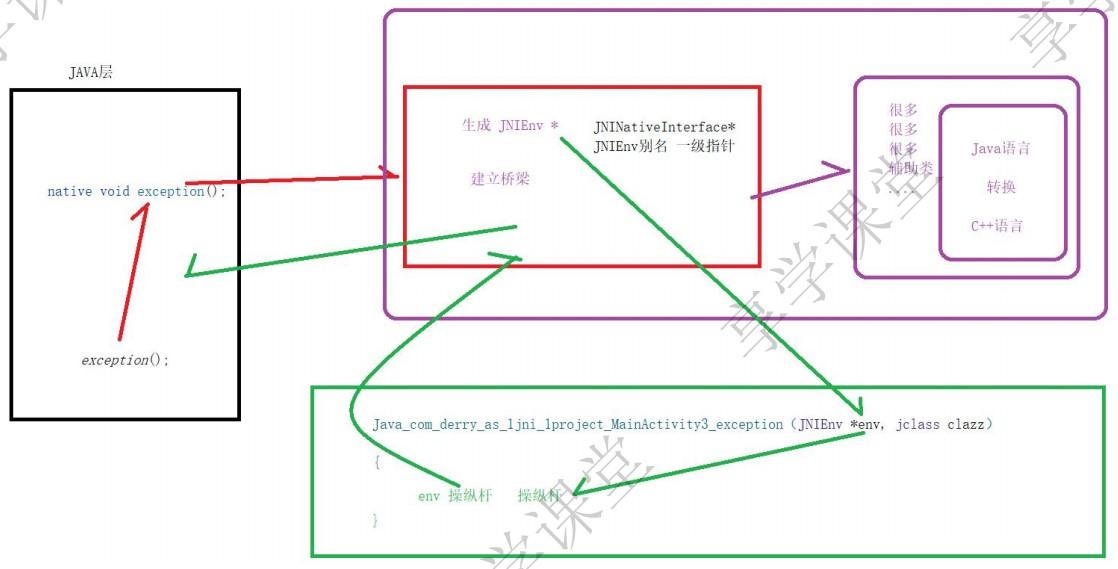 JAVA层
native void exception();
exception();
生成 JNIEnv *
JNINativeInterface*
JNIEnv别名 一级指针
建立桥梁
很多
很多
很多
辅助类
....
Java语言
转换
C++语言
Java_com_derry_as_1jni_1project_MainActivity3_exception (JNIEnv *env, jclass clazz)
{
env 操纵杆 操纵杆
}
享学课堂
享学课堂